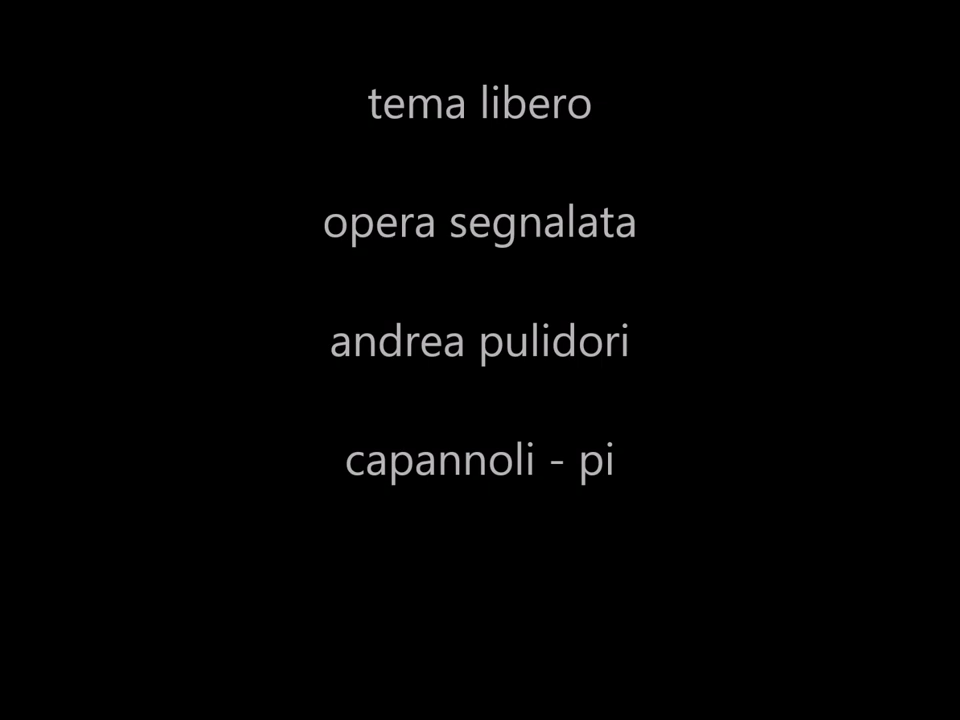 tema libero
opera segnalata
andrea pulidori
capannoli - pi